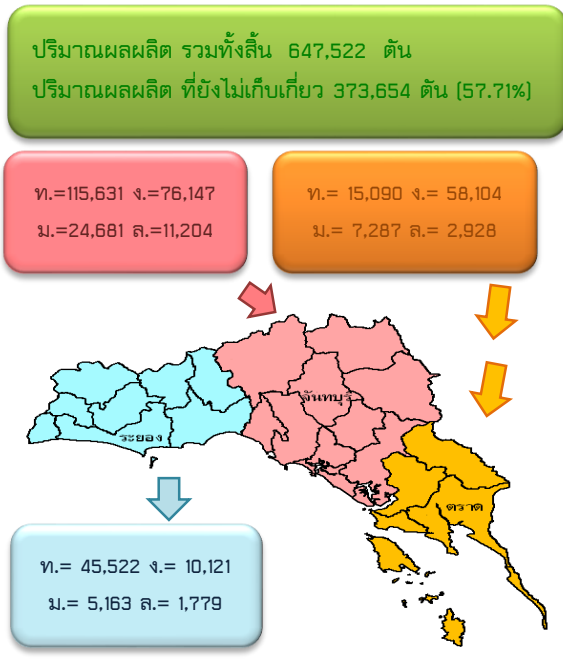 ปริมาณผลผลิต รวมทั้งสิ้น 647,522 ตัน
ปริมาณผลผลิต ที่ยังไม่เก็บเกี่ยว 373,654 ตัน (57.71%)
ท.=115,631 ง.=76,147
ม.=24,681 ล.=11,204
ท.= 15,090 ง.= 58,104
ม.= 7,287 ล.= 2,928
จันทบุรี
ระยอง
ตราด
ท.= 45,522 ง.= 10,121
ม.= 5,163 ล.= 1,779